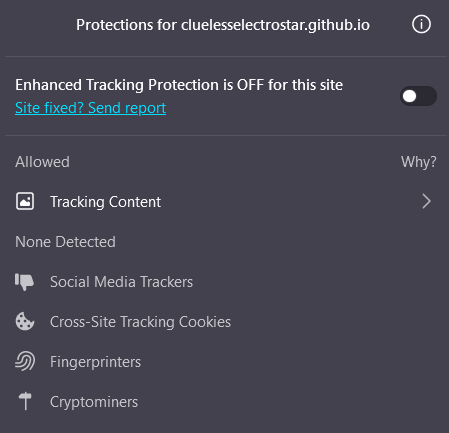 Protections for cluelesselectrostar.github.io
Enhanced Tracking Protection is OFF for this site
Site fixed? Send report
Allowed Why?
Tracking Content
None Detected
Social Media Trackers
Cross-Site Tracking Cookies
Fingerprinters
Cryptominers